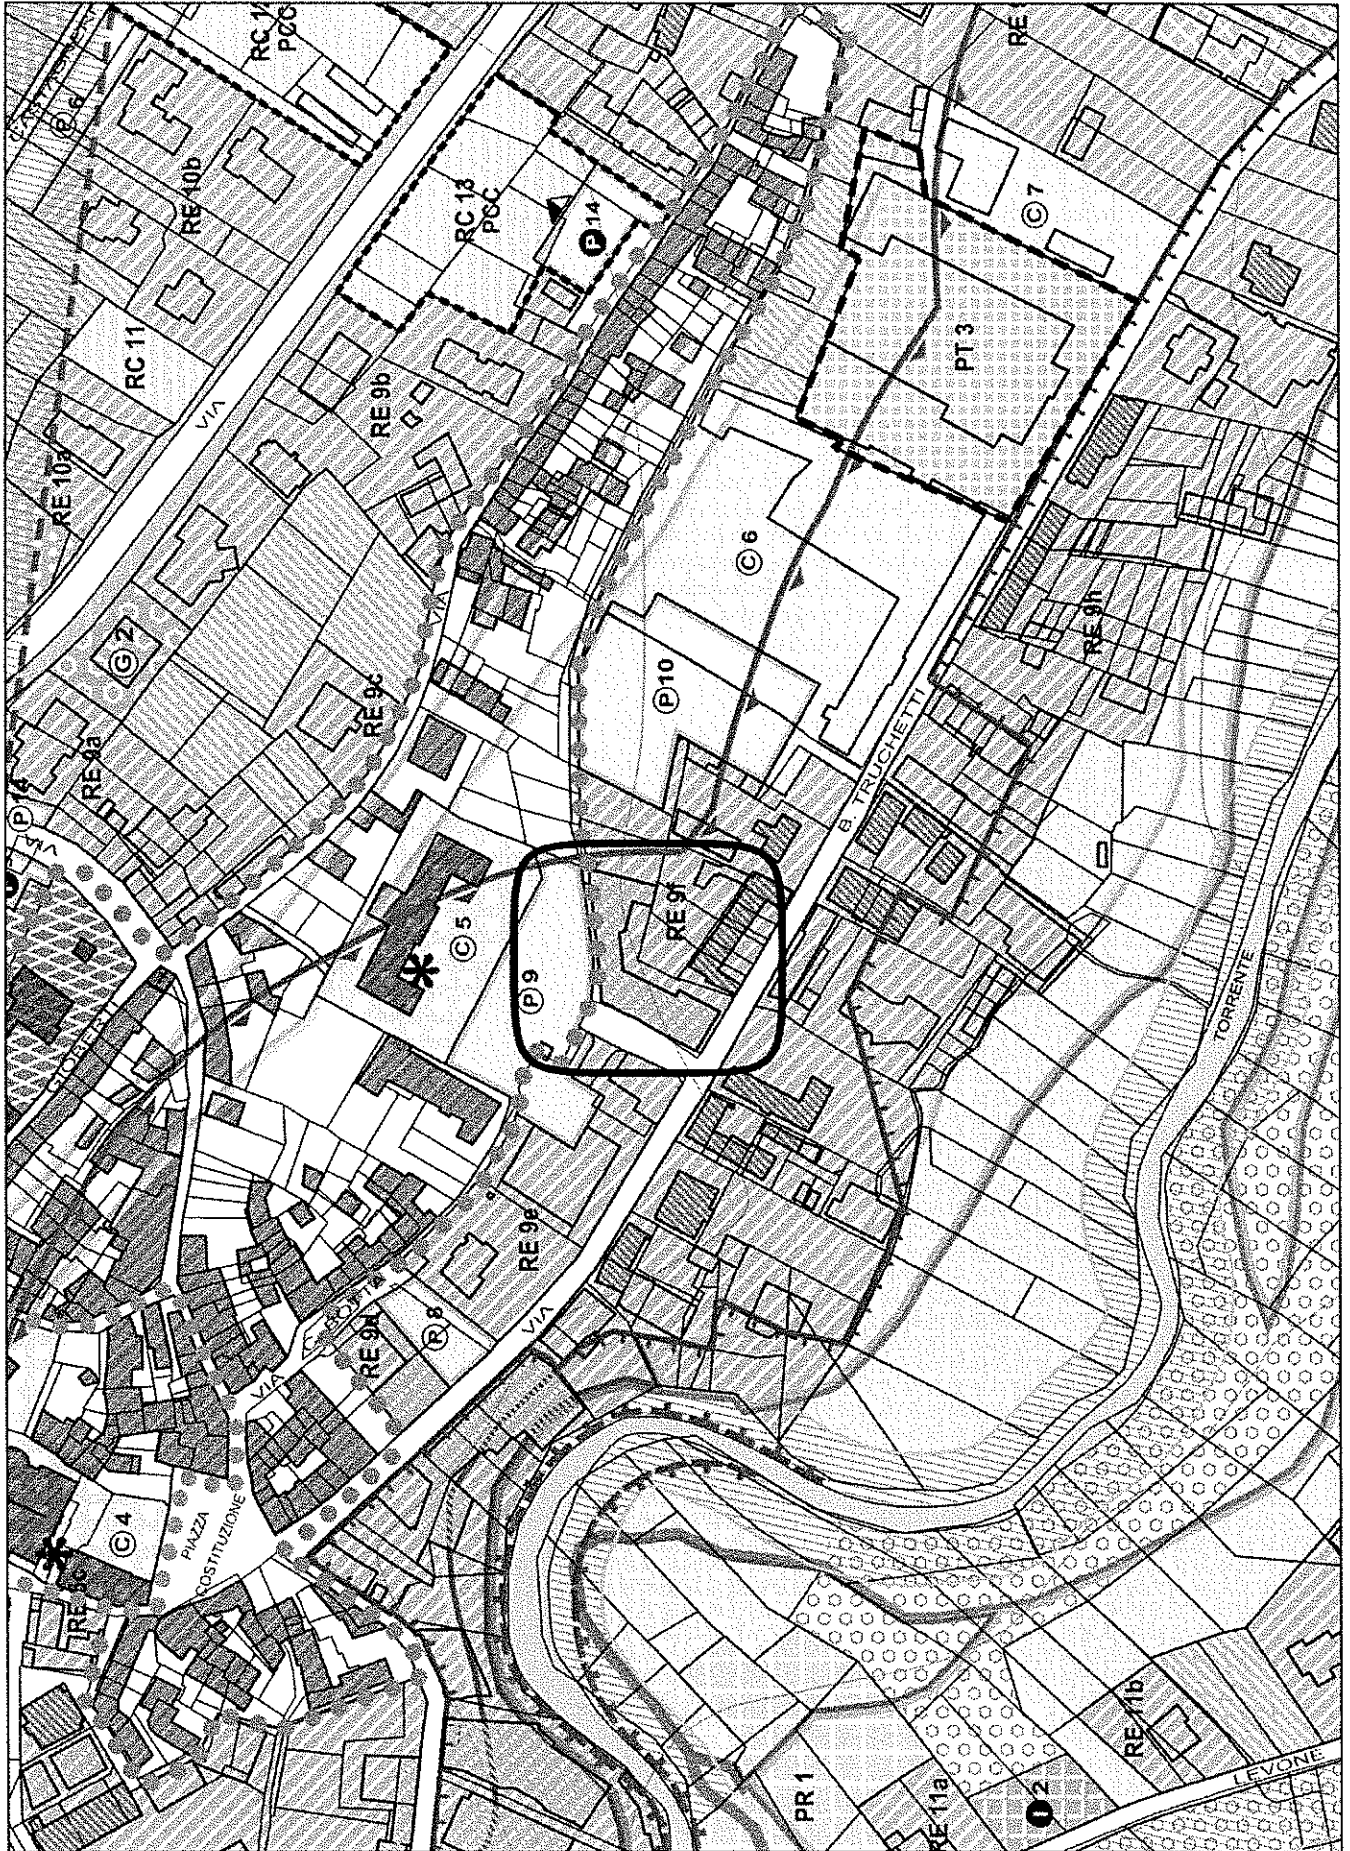 RC 13
PCC
P 14
RE 10b
P 6
RC 11
RE 10a
VIA
RE 9b
C 7
PT 3
G 2
RE 9a
RE 9c
VIA
C 6
P 10
RE 9h
B. TRUCHETTI
P 14
VIA
C 5
P 9
RE 9f
TORRENTE
RE 9e
RE 9d
P 8
VIA
VIA
C 4
PIAZZA
COSTITUZIONE
PR 1
RE 11a
RE 11b
LEVONE